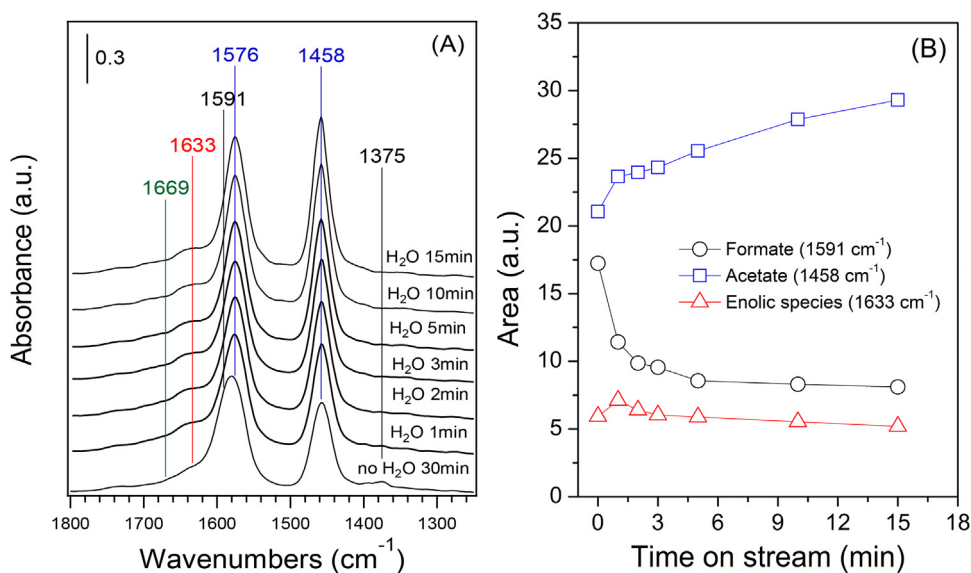 (A)
0.3
1576
1458
1591
1633
1375
1669
H₂O 15min
H₂O 10min
H₂O 5min
H₂O 3min
H₂O 2min
H₂O 1min
no H₂O 30min
Absorbance (a.u.)
1800 1700 1600 1500 1400 1300
Wavenumbers (cm⁻¹)
(B)
35
30
25
20
15
10
5
0
Area (a.u.)
Formate (1591 cm⁻¹)
Acetate (1458 cm⁻¹)
Enolic species (1633 cm⁻¹)
0 3 6 9 12 15 18
Time on stream (min)